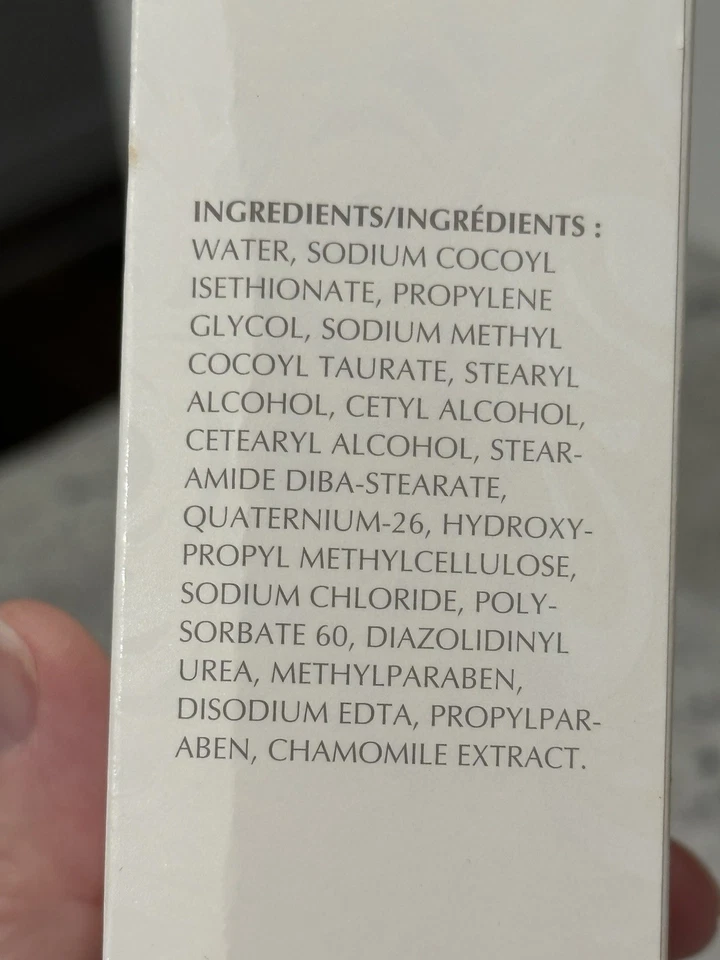 INGREDIENTS/INGRÉDIENTS :
WATER, SODIUM COCOYL
ISETHIONATE, PROPYLENE
GLYCOL, SODIUM METHYL
COCOYL TAURATE, STEARYL
ALCOHOL, CETYL ALCOHOL,
CETEARYL ALCOHOL, STEAR-
AMIDE DIBA-STEARATE,
QUATERNIUM-26, HYDROXY-
PROPYL METHYLCELLULOSE,
SODIUM CHLORIDE, POLY-
SORBATE 60, DIAZOLIDINYL
UREA, METHYLPARABEN,
DISODIUM EDTA, PROPYLPAR-
ABEN, CHAMOMILE EXTRACT.